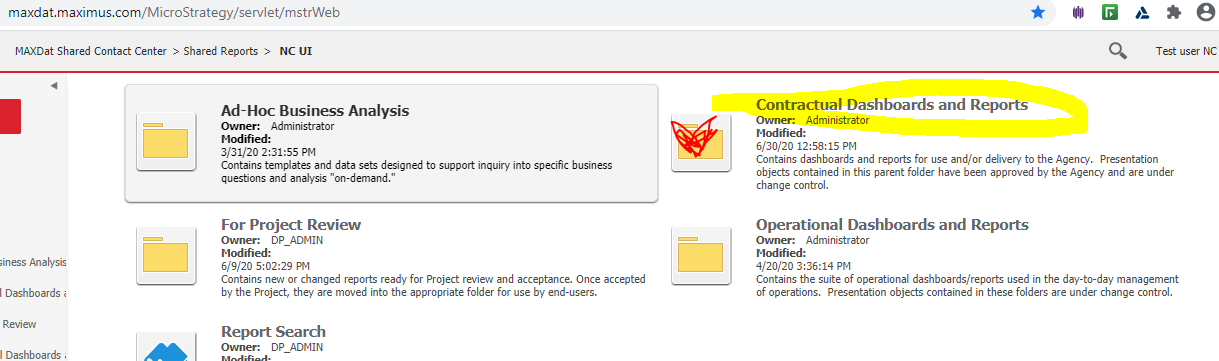 maxdat.maximus.com/MicroStrategy/servlet/mstrWeb
MAXDat Shared Contact Center > Shared Reports > NC UI
Test user NC
Ad-Hoc Business Analysis
Owner: Administrator
Modified:
3/31/20 2:31:55 PM
Contains templates and data sets designed to support inquiry into specific business
questions and analysis "on-demand."
Contractual Dashboards and Reports
Owner: Administrator
Modified:
6/30/20 12:58:15 PM
Contains dashboards and reports for use and/or delivery to the Agency. Presentation
objects contained in this parent folder have been approved by the Agency and are under
change control.
For Project Review
Owner: DP_ADMIN
Modified:
6/9/20 5:02:29 PM
Contains new or changed reports ready for Project review and acceptance. Once accepted
by the Project, they are moved into the appropriate folder for use by end-users.
Operational Dashboards and Reports
Owner: Administrator
Modified:
4/20/20 3:36:14 PM
Contains the suite of operational dashboards/reports used in the day-to-day management
of operations. Presentation objects contained in these folders are under change control.
siness Analysis
l Dashboards a
Review
l Dashboards a
Report Search
Owner: DP_ADMIN
Modified: